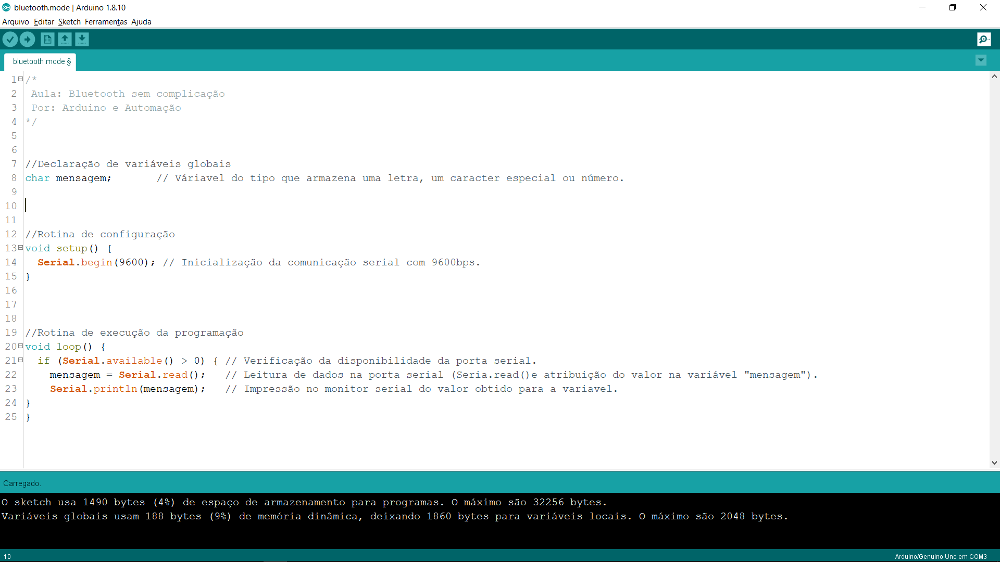 bluetooth.mode | Arduino 1.8.10
Arquivo Editar Sketch Ferramentas Ajuda
bluetooth.mode §
1 /*
2 Aula: Bluetooth sem complicação
3 Por: Arduino e Automação
4 */
5
6
7 //Declaração de variáveis globais
8 char mensagem; // Váriavel do tipo que armazena uma letra, um caracter especial ou número.
9
10
11
12 //Rotina de configuração
13 void setup() {
14 Serial.begin(9600); // Inicialização da comunicação serial com 9600bps.
15 }
16
17
18
19 //Rotina de execução da programação
20 void loop() {
21 if (Serial.available() > 0) { // Verificação da disponibilidade da porta serial.
22 mensagem = Serial.read(); // Leitura de dados na porta serial (Seria.read()e atribuição do valor na variável "mensagem").
23 Serial.println(mensagem); // Impressão no monitor serial do valor obtido para a variavel.
24 }
25 }
Carregado.
O sketch usa 1490 bytes (4%) de espaço de armazenamento para programas. O máximo são 32256 bytes.
Variáveis globais usam 188 bytes (9%) de memória dinâmica, deixando 1860 bytes para variáveis locais. O máximo são 2048 bytes.
10 Arduino/Genuino Uno em COM3